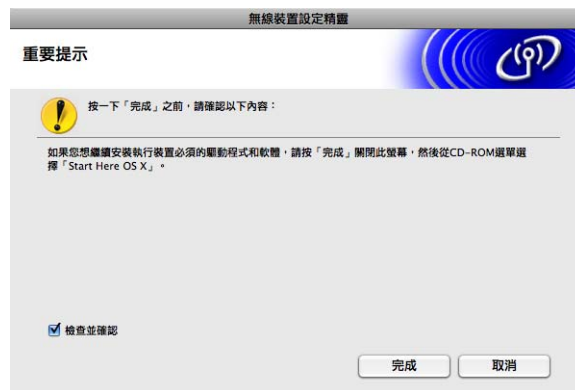 無線裝置設定精靈
重要提示
按一下「完成」之前，請確認以下內容：
如果您想繼續安裝執行裝置必須的驅動程式和軟體，請按「完成」關閉此螢幕，然後從CD-ROM選單選
擇「Start Here OS X」。
檢查並確認
完成
取消